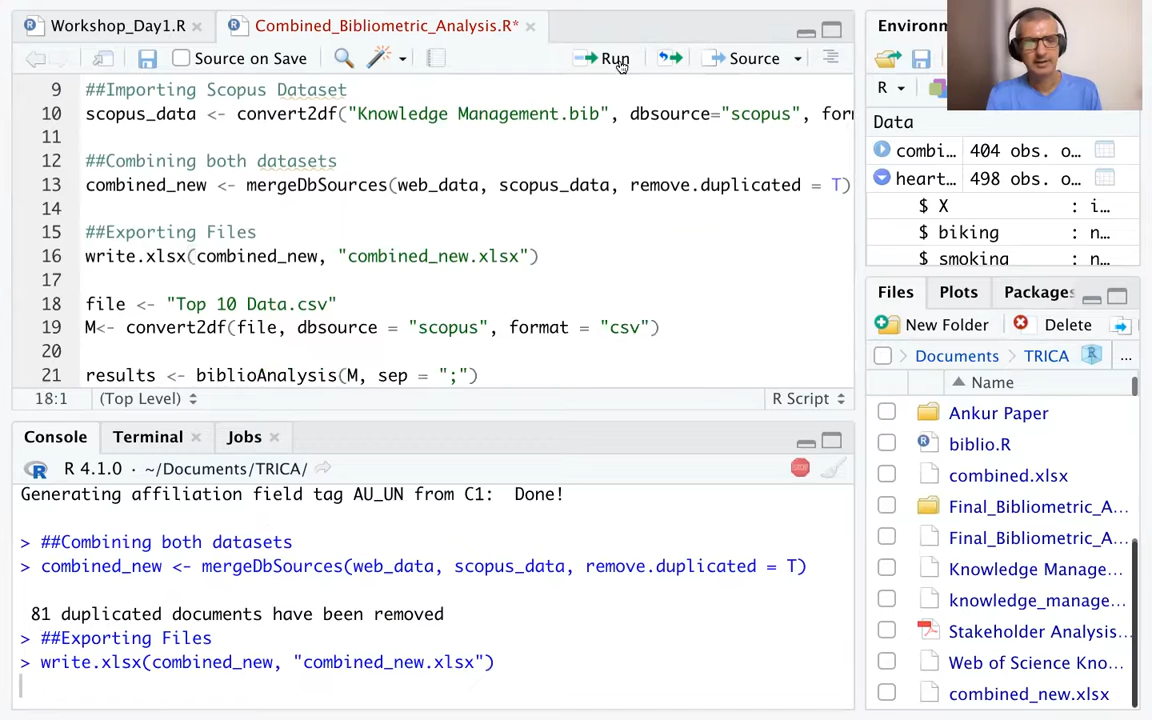 Workshop_Day1.R
Combined_Bibliometric_Analysis.R*
Source on Save
Run
Source
9 ##Importing Scopus Dataset
10 scopus_data <- convert2df("Knowledge Management.bib", dbsource="scopus", for
11
12 ##Combining both datasets
13 combined_new <- mergeDbSources(web_data, scopus_data, remove.duplicated = T)
14
15 ##Exporting Files
16 write.xlsx(combined_new, "combined_new.xlsx")
17
18 file <- "Top 10 Data.csv"
19 M<- convert2df(file, dbsource = "scopus", format = "csv")
20
21 results <- biblioAnalysis(M, sep = ";")
18:1 (Top Level) R Script
Console Terminal Jobs
R 4.1.0 · ~/Documents/TRICA/
STOP
Generating affiliation field tag AU_UN from C1:  Done!
> ##Combining both datasets
> combined_new <- mergeDbSources(web_data, scopus_data, remove.duplicated = T)
81 duplicated documents have been removed
> ##Exporting Files
> write.xlsx(combined_new, "combined_new.xlsx")
Environ
R
Data
combi... 404 obs. o...
heart... 498 obs. o...
$ X : i...
$ biking : n...
$ smoking : n...
Files Plots Packages
New Folder Delete
Documents TRICA ...
Name
Ankur Paper
biblio.R
combined.xlsx
Final_Bibliometric_A...
Final_Bibliometric_A...
Knowledge Manage...
knowledge_manage...
Stakeholder Analysis...
Web of Science Kno...
combined_new.xlsx